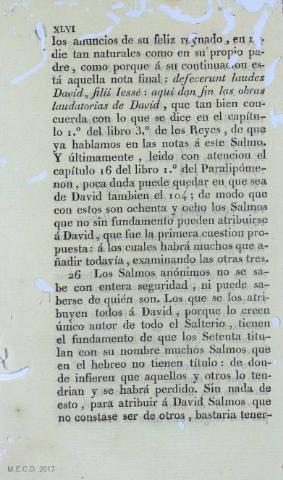 XLVI
los anuncios de su feliz reynado, en
die tan naturales como en su propio pa-
dre, como porque á su continuacion es-
tá aquella nota final: defecerunt laudes
David, filii Iessé: aquí dan fin las obras
laudatorias de David, que tan bien con-
cuerda con lo que se dice en el capítu-
lo 1.º del libro 3.º de los Reyes, de que
ya hablamos en las notas á este Salmo.
Y últimamente, leido con atencion el
capítulo 16 del libro 1.º del Paralipóme-
non, poca duda puede quedar en que sea
de David tambien el 104; de modo que
con estos son ochenta y ocho los Salmos
que no sin fundamento pueden atribuirse
á David, que fue la primera cuestion pro-
puesta: á los cuales habrá muchos que a-
ñadir todavía, examinando las otras tres.
26 Los Salmos anónimos no se sa-
be con entera seguridad, ni puede sa-
berse de quién son. Los que se los atri-
buyen todos á David, porque lo creen
único autor de todo el Salterio, tienen
el fundamento de que los Setenta titu-
lan con su nombre muchos Salmos que
en el hebreo no tienen título: de don-
de infieren que aquellos y otros lo ten-
drian y se habrá perdido. Sin nada de
esto, para atribuir á David Salmos que
no constase ser de otros, bastaria tener-
M.E.C.D. 2017